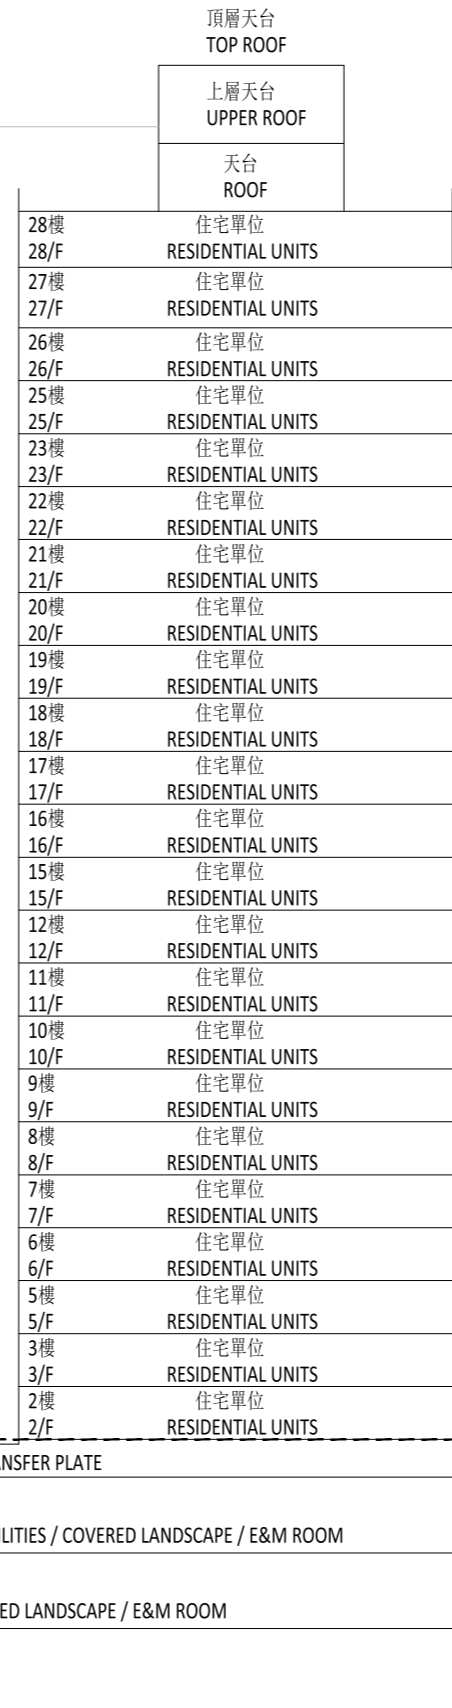 頂層天台
TOP ROOF
上層天台
UPPER ROOF
天台
ROOF
28樓 住宅單位
28/F RESIDENTIAL UNITS
27樓 住宅單位
27/F RESIDENTIAL UNITS
26樓 住宅單位
26/F RESIDENTIAL UNITS
25樓 住宅單位
25/F RESIDENTIAL UNITS
23樓 住宅單位
23/F RESIDENTIAL UNITS
22樓 住宅單位
22/F RESIDENTIAL UNITS
21樓 住宅單位
21/F RESIDENTIAL UNITS
20樓 住宅單位
20/F RESIDENTIAL UNITS
19樓 住宅單位
19/F RESIDENTIAL UNITS
18樓 住宅單位
18/F RESIDENTIAL UNITS
17樓 住宅單位
17/F RESIDENTIAL UNITS
16樓 住宅單位
16/F RESIDENTIAL UNITS
15樓 住宅單位
15/F RESIDENTIAL UNITS
12樓 住宅單位
12/F RESIDENTIAL UNITS
11樓 住宅單位
11/F RESIDENTIAL UNITS
10樓 住宅單位
10/F RESIDENTIAL UNITS
9樓 住宅單位
9/F RESIDENTIAL UNITS
8樓 住宅單位
8/F RESIDENTIAL UNITS
7樓 住宅單位
7/F RESIDENTIAL UNITS
6樓 住宅單位
6/F RESIDENTIAL UNITS
5樓 住宅單位
5/F RESIDENTIAL UNITS
3樓 住宅單位
3/F RESIDENTIAL UNITS
2樓 住宅單位
2/F RESIDENTIAL UNITS
NSFER PLATE
LITIES / COVERED LANDSCAPE / E&M ROOM
ED LANDSCAPE / E&M ROOM